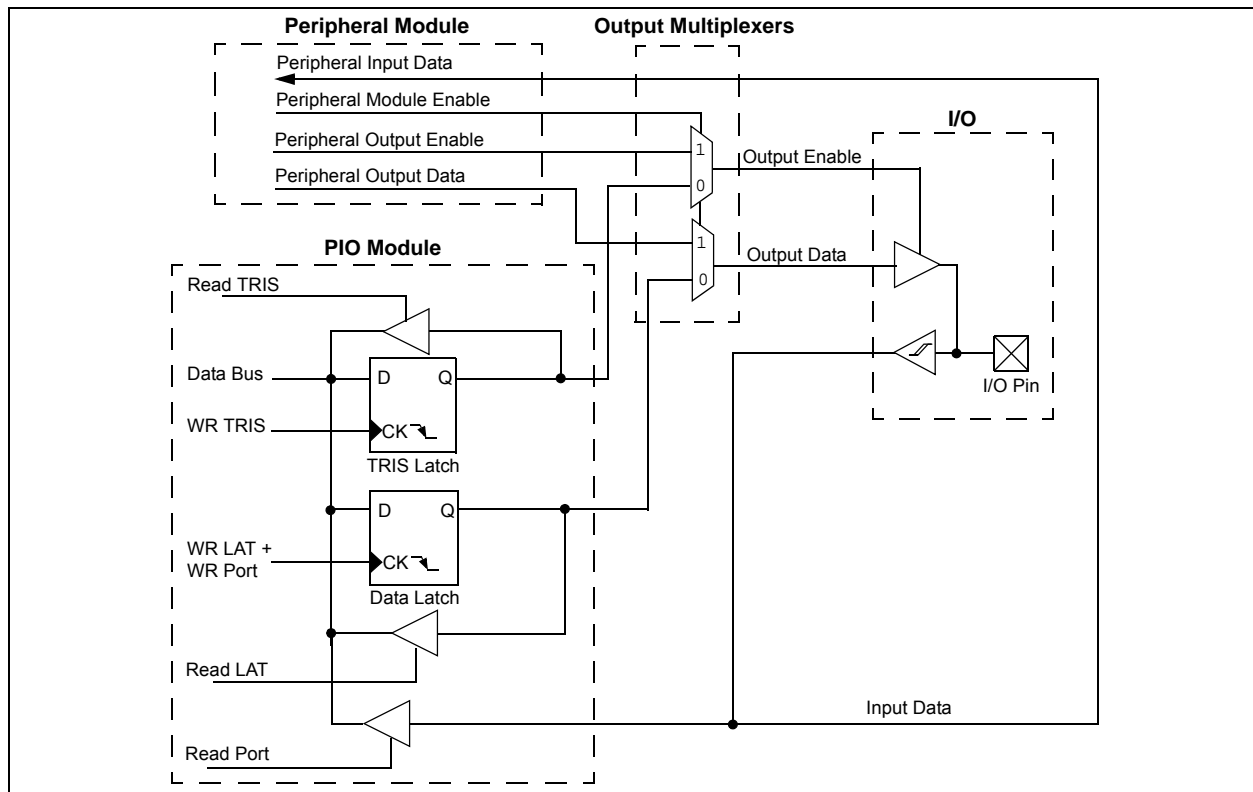 Peripheral Module
Output Multiplexers
Peripheral Input Data
Peripheral Module Enable
Peripheral Output Enable
Peripheral Output Data
1
0
1
0
Output Enable
Output Data
I/O
I/O Pin
PIO Module
Read TRIS
Data Bus
D
Q
WR TRIS
CK
TRIS Latch
D
Q
WR LAT +
WR Port
CK
Data Latch
Read LAT
Read Port
Input Data